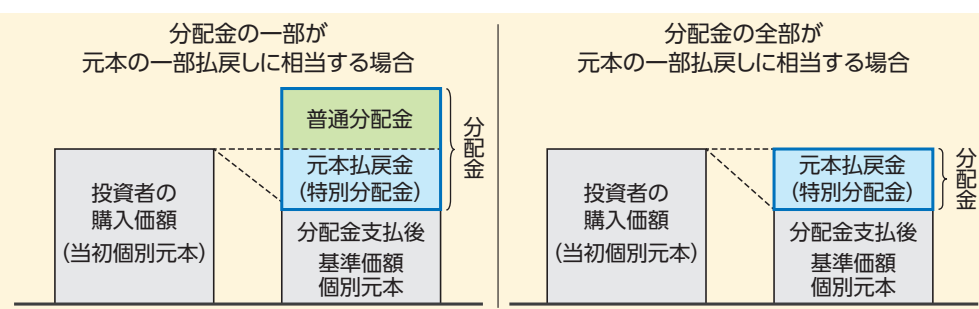 分配金の一部が
元本の一部払戻しに相当する場合
普通分配金
元本払戻金
(特別分配金)
分配金
投資者の
購入価額
(当初個別元本)
分配金支払後
基準価額
個別元本
分配金の全部が
元本の一部払戻しに相当する場合
元本払戻金
(特別分配金)
分配金
投資者の
購入価額
(当初個別元本)
分配金支払後
基準価額
個別元本